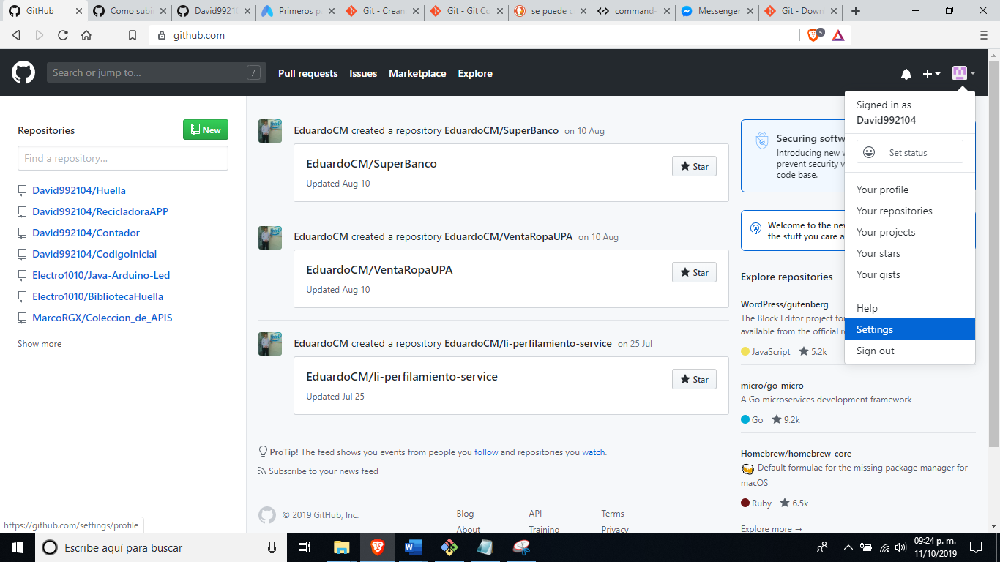 GitHub
Como subi
David9921
Primeros p
Git - Crean
Git - Git Co
se puede c
command-
Messenger
Git - Down
github.com
5
Search or jump to...
/
Pull requests
Issues
Marketplace
Explore
Signed in as
David992104
Set status
Your profile
Your repositories
Your projects
Your stars
Your gists
Help
Settings
Sign out
Repositories
New
Find a repository...
David992104/Huella
David992104/RecicladoraAPP
David992104/Contador
David992104/CodigoInicial
Electro1010/Java-Arduino-Led
Electro1010/BibliotecaHuella
MarcoRGX/Coleccion_de_APIS
Show more
EduardoCM created a repository EduardoCM/SuperBanco on 10 Aug
EduardoCM/SuperBanco
Star
Updated Aug 10
EduardoCM created a repository EduardoCM/VentaRopaUPA on 10 Aug
EduardoCM/VentaRopaUPA
Star
Updated Aug 10
EduardoCM created a repository EduardoCM/li-perfilamiento-service on 25 Jul
EduardoCM/li-perfilamiento-service
Star
Updated Jul 25
ProTip! The feed shows you events from people you follow and repositories you watch.
Subscribe to your news feed
© 2019 GitHub, Inc.
Blog
API
Terms
About
Training
Privacy
Securing softw
Introducing new w
prevent security v
code base.
Welcome to the new
the stuff you care a
Explore repositories
WordPress/gutenberg
The Block Editor project for
available from the official r
JavaScript 5.2k
micro/go-micro
A Go microservices development framework
Go 9.2k
Homebrew/homebrew-core
Default formulae for the missing package manager for
macOS
Ruby 6.5k
Explore more →
https://github.com/settings/profile
Escribe aquí para buscar
09:24 p. m.
11/10/2019